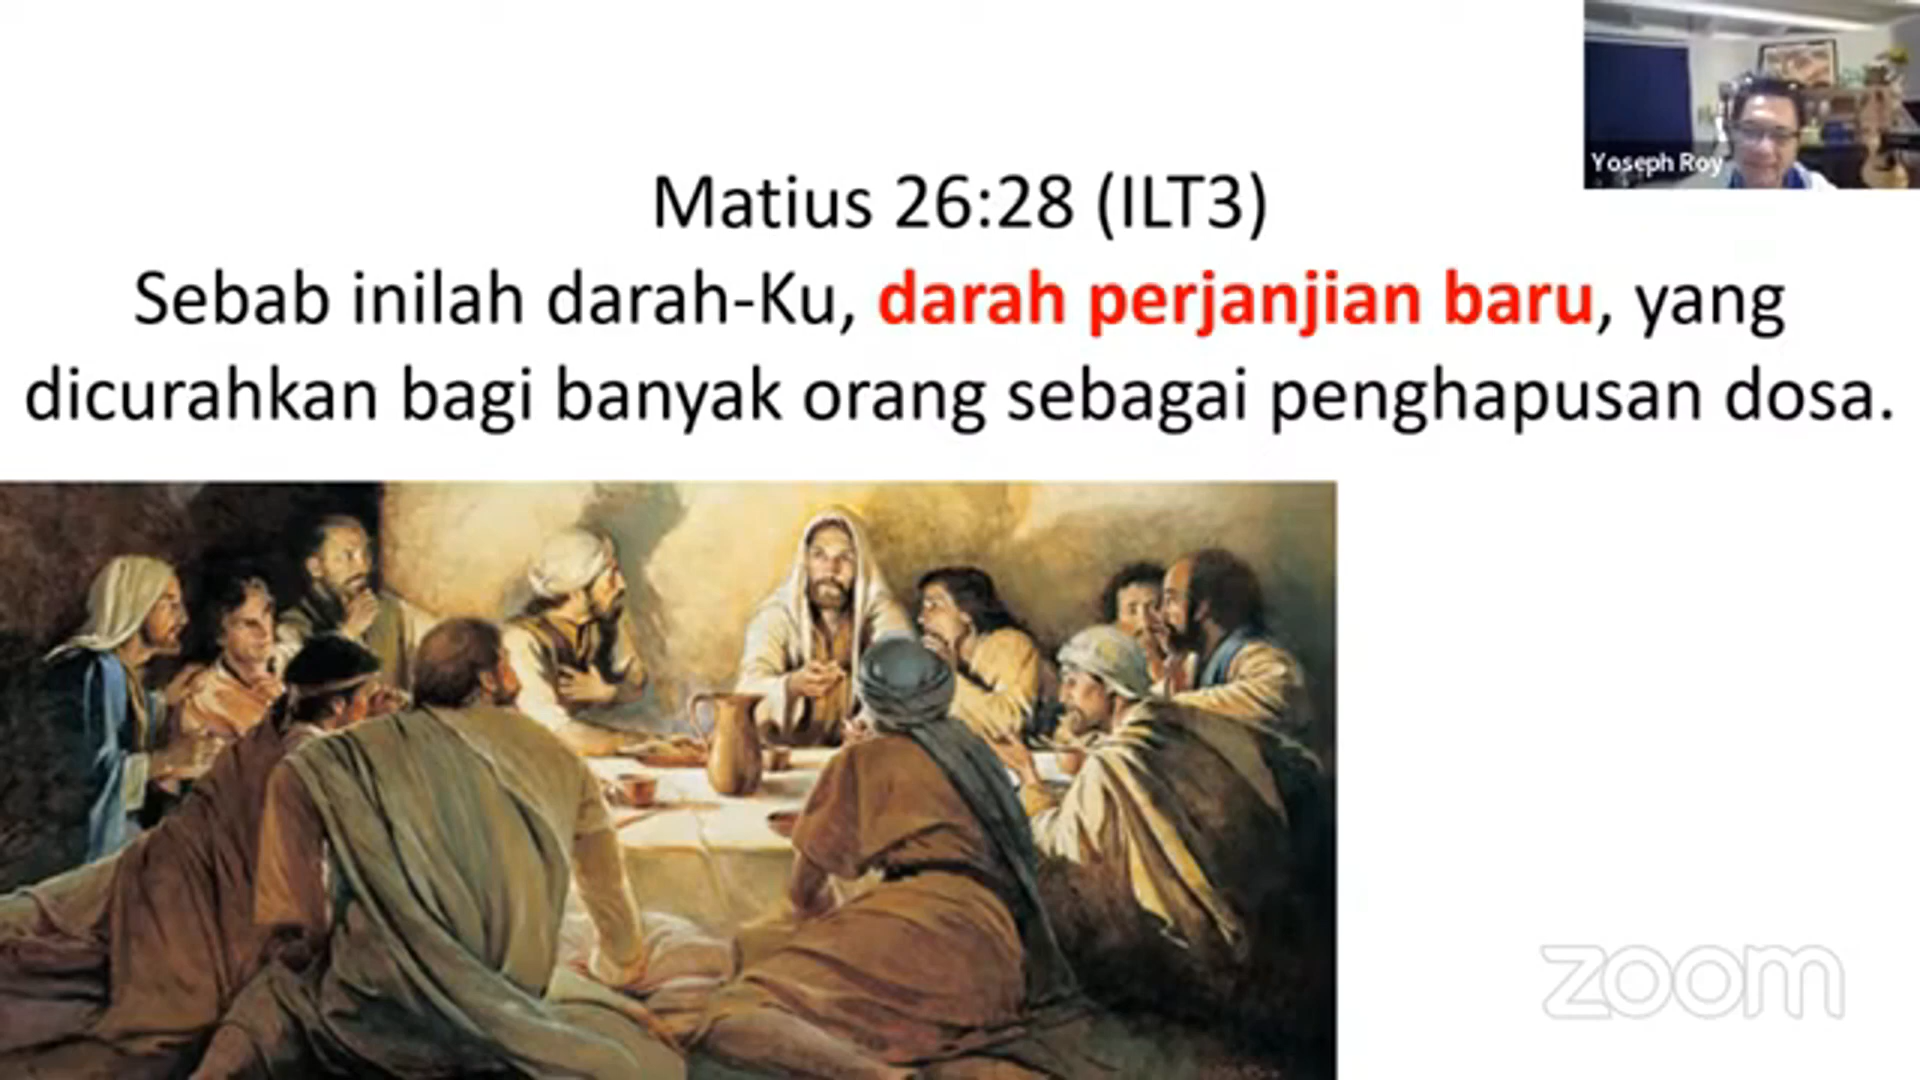 Yoseph Roy
Matius 26:28 (ILT3)
Sebab inilah darah-Ku, darah perjanjian baru, yang
dicurahkan bagi banyak orang sebagai penghapusan dosa.
zoom